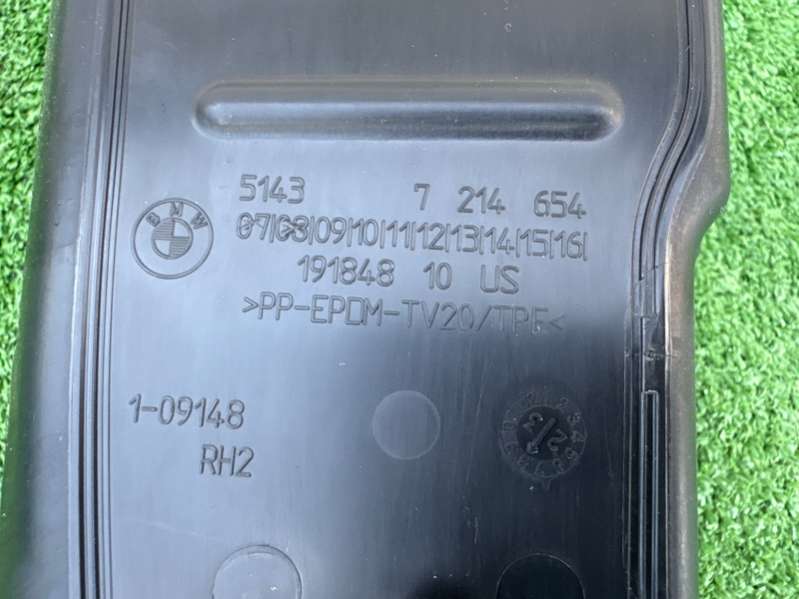 5143 7 214 654
BMW
07|08|09|10|11|12|13|14|15|16|
191848 10 US
>PP-EPDM-TV20/TPE<
1-09148
RH2